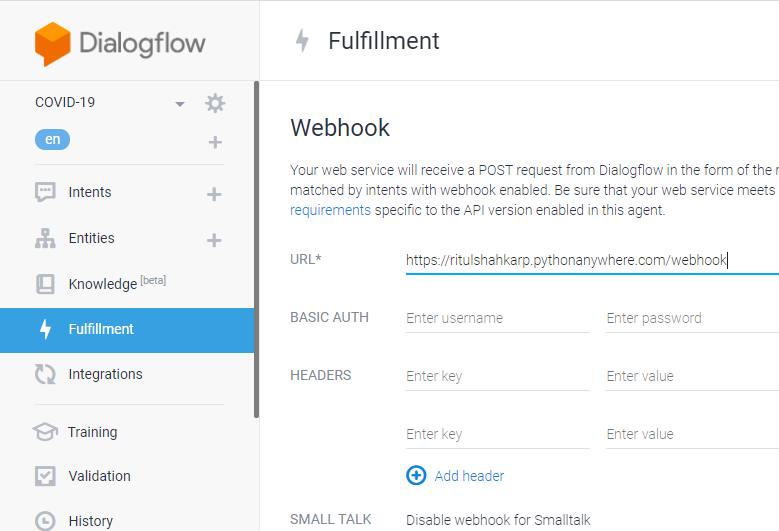 Dialogflow
Fulfillment
COVID-19
en
Intents
Entities
Knowledge [beta]
Fulfillment
Integrations
Training
Validation
History
Webhook
Your web service will receive a POST request from Dialogflow in the form of the r
matched by intents with webhook enabled. Be sure that your web service meets
requirements specific to the API version enabled in this agent.
URL* https://ritulshahkarp.pythonanywhere.com/webhook
BASIC AUTH Enter username Enter password
HEADERS Enter key Enter value
Enter key Enter value
Add header
SMALL TALK Disable webhook for Smalltalk